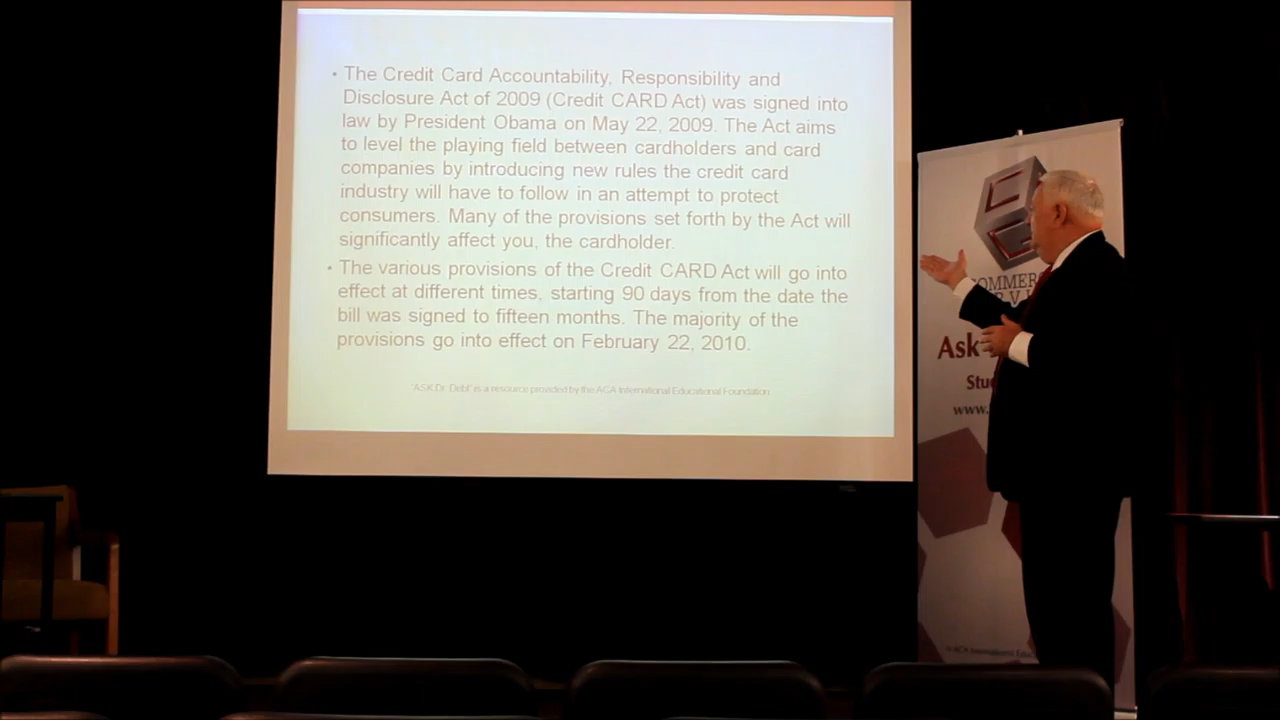 • The Credit Card Accountability, Responsibility and
Disclosure Act of 2009 (Credit CARD Act) was signed into
law by President Obama on May 22, 2009. The Act aims
to level the playing field between cardholders and card
companies by introducing new rules the credit card
industry will have to follow in an attempt to protect
consumers. Many of the provisions set forth by the Act will
significantly affect you, the cardholder.
• The various provisions of the Credit CARD Act will go into
effect at different times, starting 90 days from the date the
bill was signed to fifteen months. The majority of the
provisions go into effect on February 22, 2010.
"ASK Dr. Debt" is a resource provided by the ACA International Educational Foundation
Ask
www.